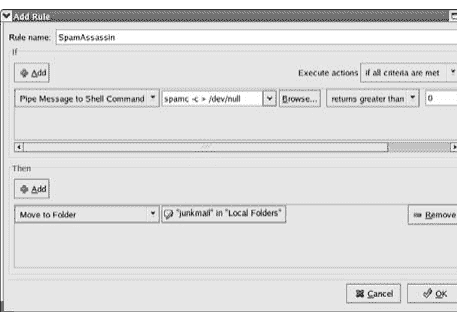 Add Rule
Rule name: SpamAssassin
If
Add Execute actions if all criteria are met
Pipe Message to Shell Command spamc -c > /dev/null Browse... returns greater than 0
Then
Add
Move to Folder "junkmail" in "Local Folders" Remove
Cancel OK